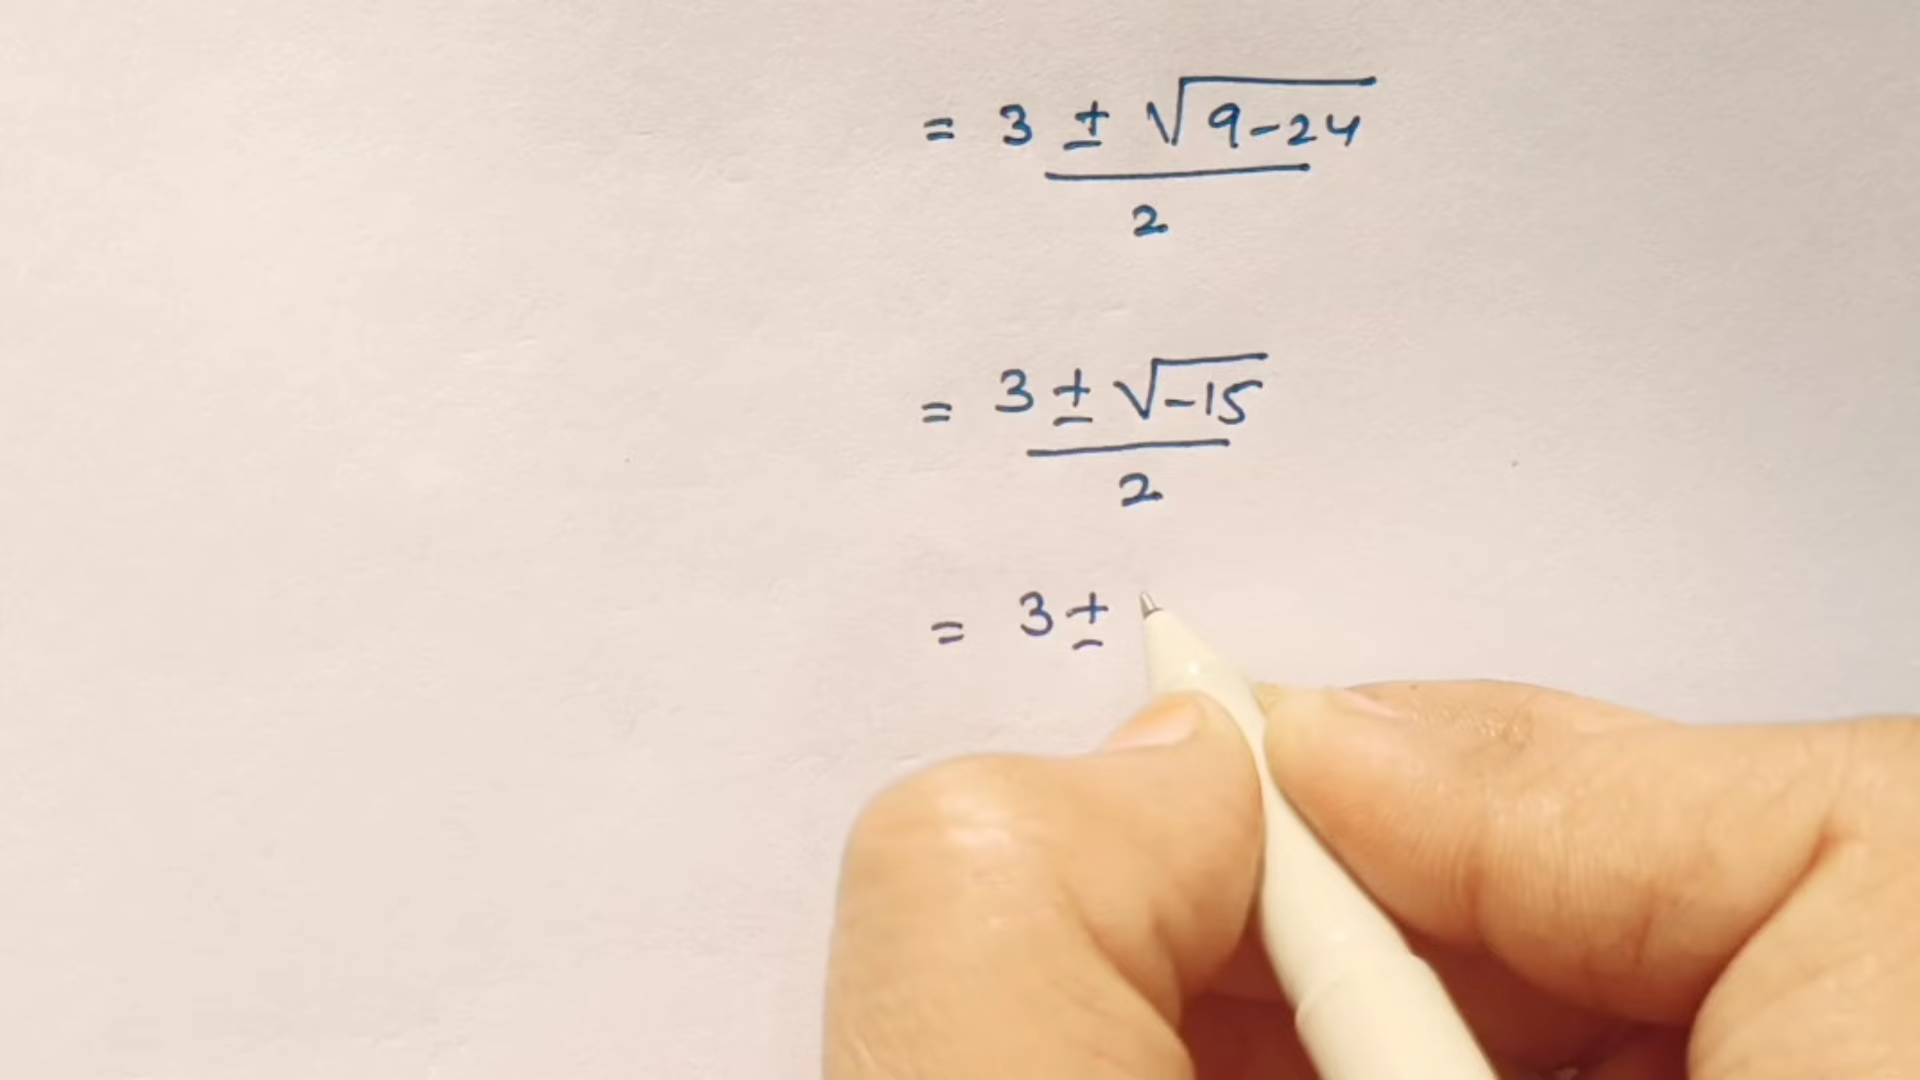 = 3 ± √9-24
2
= 3 ± √-15
2
= 3 ±